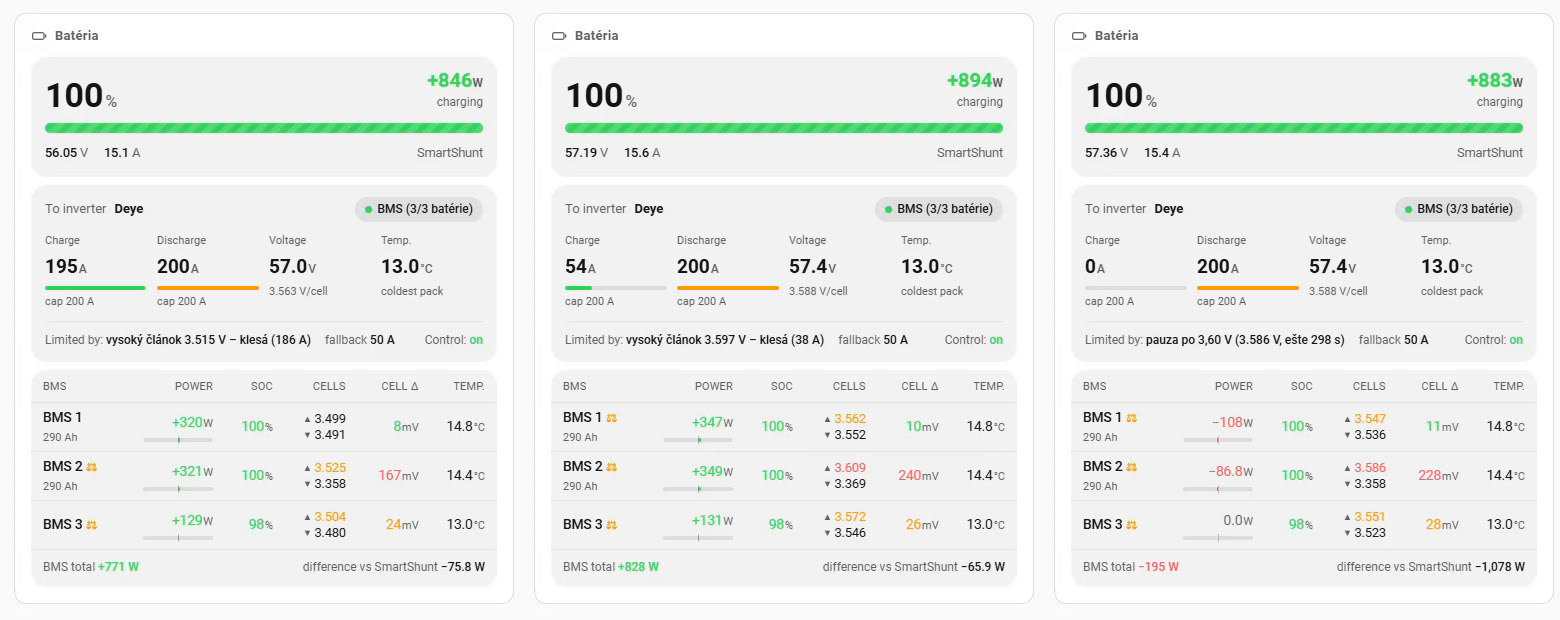 Batéria
100% +846W
charging
56.05 V 15.1 A SmartShunt
To inverter Deye BMS (3/3 batérie)
Charge Discharge Voltage Temp.
195A 200A 57.0V 13.0°C
cap 200 A cap 200 A 3.563 V/cell coldest pack
Limited by: vysoký článok 3.515 V – klesá (186 A) fallback 50 A Control: on
BMS POWER SOC CELLS CELL Δ TEMP.
BMS 1 +320W 100% ▲ 3.499 8mV 14.8°C
290 Ah ▼ 3.491
BMS 2 +321W 100% ▲ 3.525 167mV 14.4°C
290 Ah ▼ 3.358
BMS 3 +129W 98% ▲ 3.504 24mV 13.0°C
▼ 3.480
BMS total +771 W difference vs SmartShunt −75.8 W
Batéria
100% +894W
charging
57.19 V 15.6 A SmartShunt
To inverter Deye BMS (3/3 batérie)
Charge Discharge Voltage Temp.
54A 200A 57.4V 13.0°C
cap 200 A cap 200 A 3.588 V/cell coldest pack
Limited by: vysoký článok 3.597 V – klesá (38 A) fallback 50 A Control: on
BMS POWER SOC CELLS CELL Δ TEMP.
BMS 1 +347W 100% ▲ 3.562 10mV 14.8°C
290 Ah ▼ 3.552
BMS 2 +349W 100% ▲ 3.609 240mV 14.4°C
290 Ah ▼ 3.369
BMS 3 +131W 98% ▲ 3.572 26mV 13.0°C
▼ 3.546
BMS total +828 W difference vs SmartShunt −65.9 W
Batéria
100% +883W
charging
57.36 V 15.4 A SmartShunt
To inverter Deye BMS (3/3 batérie)
Charge Discharge Voltage Temp.
0A 200A 57.4V 13.0°C
cap 200 A cap 200 A 3.588 V/cell coldest pack
Limited by: pauza po 3,60 V (3.586 V, ešte 298 s) fallback 50 A Control: on
BMS POWER SOC CELLS CELL Δ TEMP.
BMS 1 −108W 100% ▲ 3.547 11mV 14.8°C
290 Ah ▼ 3.536
BMS 2 −86.8W 100% ▲ 3.586 228mV 14.4°C
290 Ah ▼ 3.358
BMS 3 0.0W 98% ▲ 3.551 28mV 13.0°C
▼ 3.523
BMS total −195 W difference vs SmartShunt −1,078 W